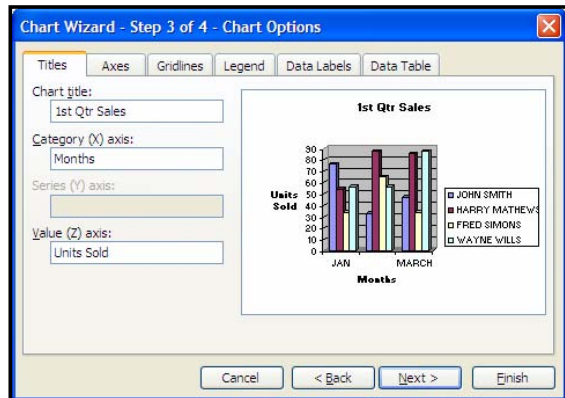 Chart Wizard - Step 3 of 4 - Chart Options
Titles Axes Gridlines Legend Data Labels Data Table
Chart title:
1st Qtr Sales
Category (X) axis:
Months
Series (Y) axis:
Value (Z) axis:
Units Sold
1st Qtr Sales
90
80
70
60
50
40
30
20
10
0
Units
Sold
JAN MARCH
Months
JOHN SMITH
HARRY MATHEWS
FRED SIMONS
WAYNE WILLS
Cancel < Back Next > Finish